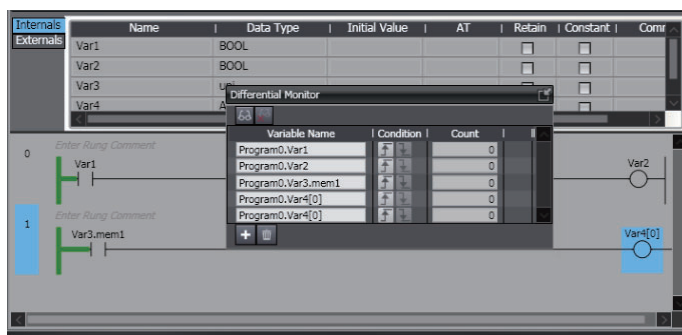 Internals
Externals
Name | Data Type | Initial Value | AT | Retain | Constant |
Var1 BOOL
Var2 BOOL
Var3
Var4
Differential Monitor
Variable Name | Condition | Count |
Program0.Var1 0
Program0.Var2 0
Program0.Var3.mem1 0
Program0.Var4[0] 0
Program0.Var4[0] 0
0
Enter Rung Comment
Var1 Var2
1
Enter Rung Comment
Var3.mem1 Var4[0]